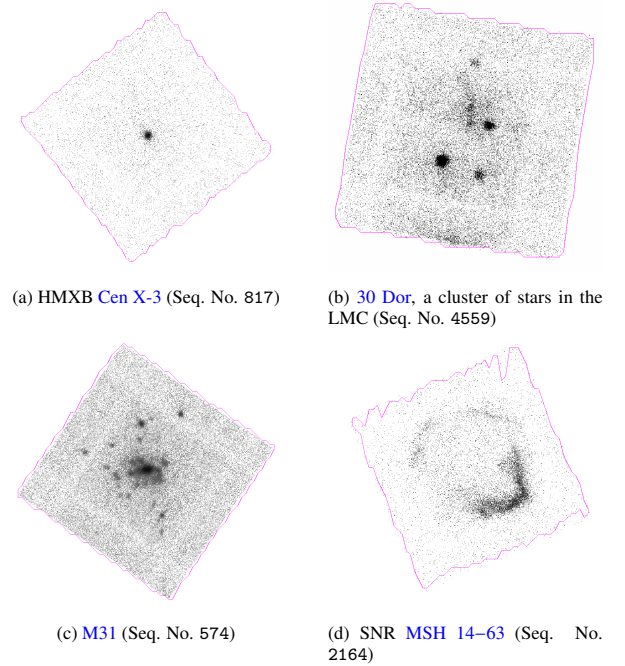 (a) HMXB Cen X-3 (Seq. No. 817)
(b) 30 Dor, a cluster of stars in the
LMC (Seq. No. 4559)
(c) M31 (Seq. No. 574)
(d) SNR MSH 14−63 (Seq. No.
2164)